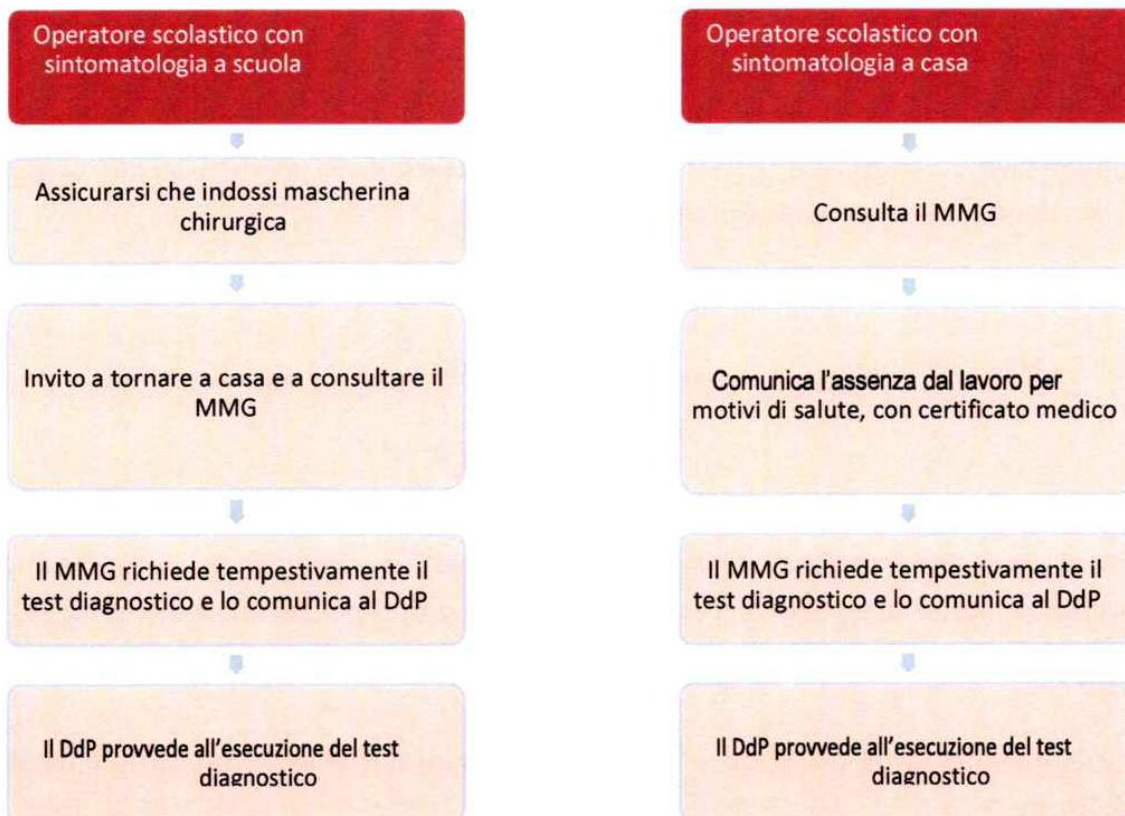 Operatore scolastico con
sintomatologia a scuola
Assicurarsi che indossi mascherina
chirurgica
Invito a tornare a casa e a consultare il
MMG
Il MMG richiede tempestivamente il
test diagnostico e lo comunica al DdP
Il DdP provvede all'esecuzione del test
diagnostico
Operatore scolastico con
sintomatologia a casa
Consulta il MMG
Comunica l'assenza dal lavoro per
motivi di salute, con certificato medico
Il MMG richiede tempestivamente il
test diagnostico e lo comunica al DdP
Il DdP provvede all'esecuzione del test
diagnostico